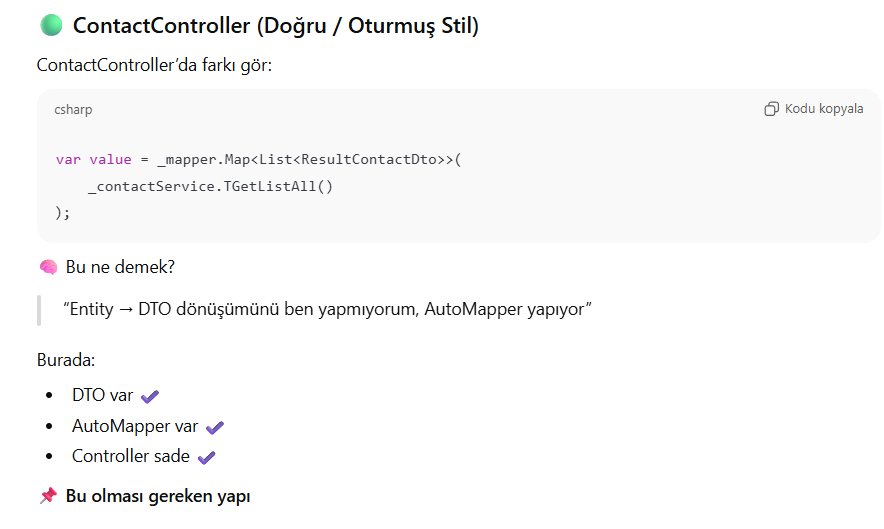 ContactController (Doğru / Oturmuş Stil)
ContactController’da farkı gör:
csharp
Kodu kopyala
var value = _mapper.Map<List<ResultContactDto>>(
    _contactService.TGetListAll()
);
Bu ne demek?
“Entity → DTO dönüşümünü ben yapmıyorum, AutoMapper yapıyor”
Burada:
• DTO var ✔
• AutoMapper var ✔
• Controller sade ✔
Bu olması gereken yapı